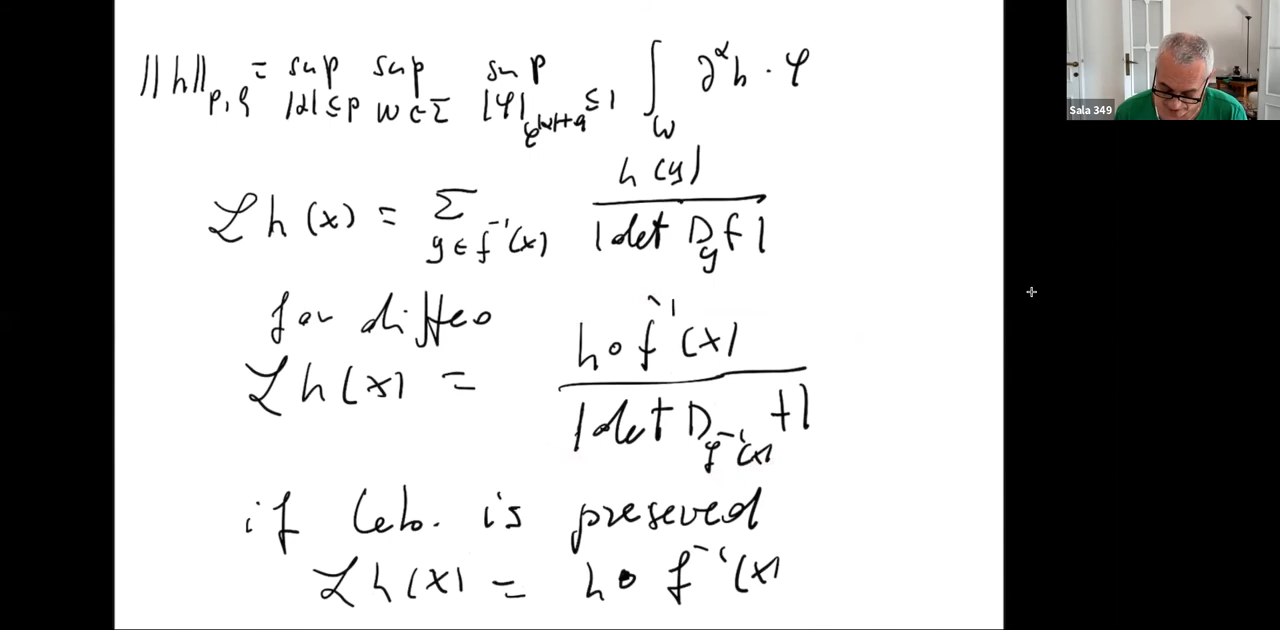 ||h||_{p,q} = sup_{|α|≤p} sup_{W∈Σ} sup_{|φ|_{C^{|α|+q}}≤1} ∫_W ∂^α h · φ
ℒh(x) = Σ_{y∈f^{-1}(x)} h(y) / |det D_y f|
for diffeo
ℒh(x) = h∘f^{-1}(x) / |det D_{f^{-1}(x)} f|
if Leb. is preseved
ℒh(x) = h∘f^{-1}(x)
Sala 349